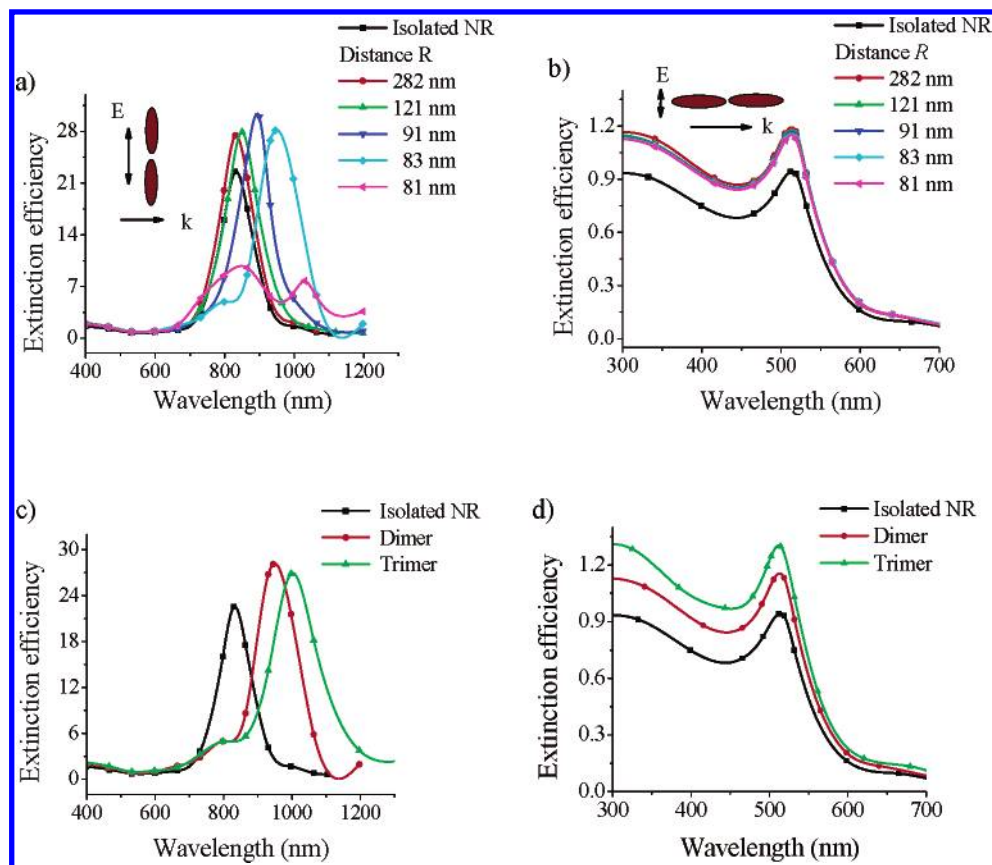 a)
Isolated NR
Distance R
282 nm
121 nm
91 nm
83 nm
81 nm
E
k
28
21
14
7
0
400 600 800 1000 1200
Extinction efficiency
Wavelength (nm)
b)
Isolated NR
Distance R
282 nm
121 nm
91 nm
83 nm
81 nm
E
k
1.2
0.9
0.6
0.3
0.0
300 400 500 600 700
Extinction efficiency
Wavelength (nm)
c)
Isolated NR
Dimer
Trimer
30
24
18
12
6
0
400 600 800 1000 1200
Extinction efficiency
Wavelength (nm)
d)
Isolated NR
Dimer
Trimer
1.2
0.9
0.6
0.3
0.0
300 400 500 600 700
Extinction efficiency
Wavelength (nm)